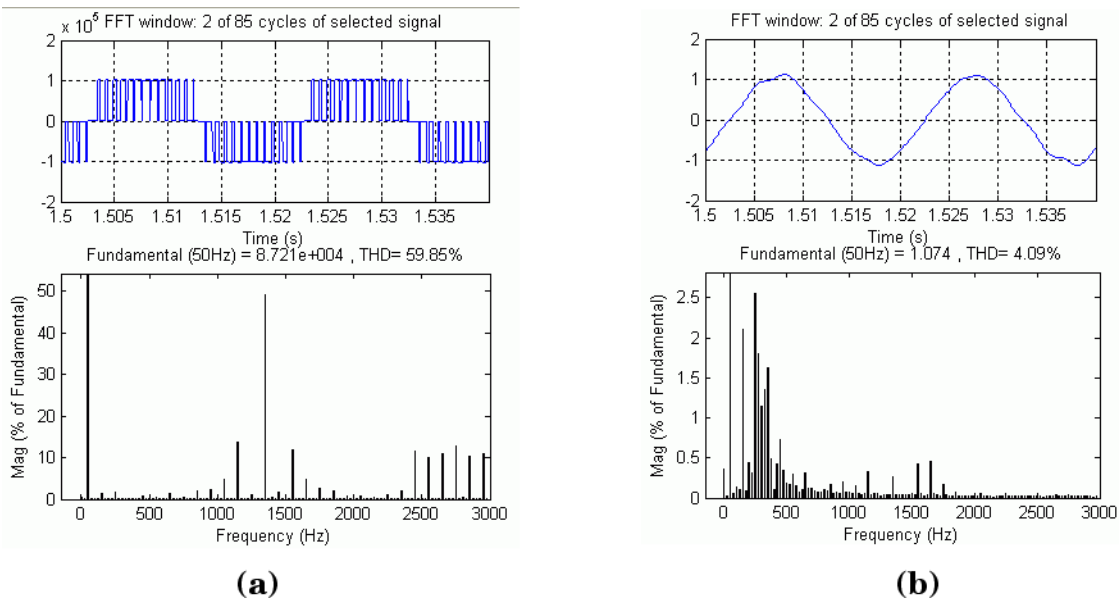 FFT window: 2 of 85 cycles of selected signal
x 10^5
2
1
0
-1
-2
1.5 1.505 1.51 1.515 1.52 1.525 1.53 1.535
Time (s)
Fundamental (50Hz) = 8.721e+004 , THD= 59.85%
Mag (% of Fundamental)
50
40
30
20
10
0
0 500 1000 1500 2000 2500 3000
Frequency (Hz)
(a)
FFT window: 2 of 85 cycles of selected signal
2
1
0
-1
-2
1.5 1.505 1.51 1.515 1.52 1.525 1.53 1.535
Time (s)
Fundamental (50Hz) = 1.074 , THD= 4.09%
Mag (% of Fundamental)
2.5
2
1.5
1
0.5
0
0 500 1000 1500 2000 2500 3000
Frequency (Hz)
(b)